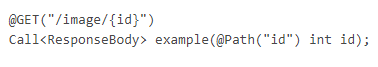 @GET("/image/{id}")
Call<ResponseBody> example(@Path("id") int id);